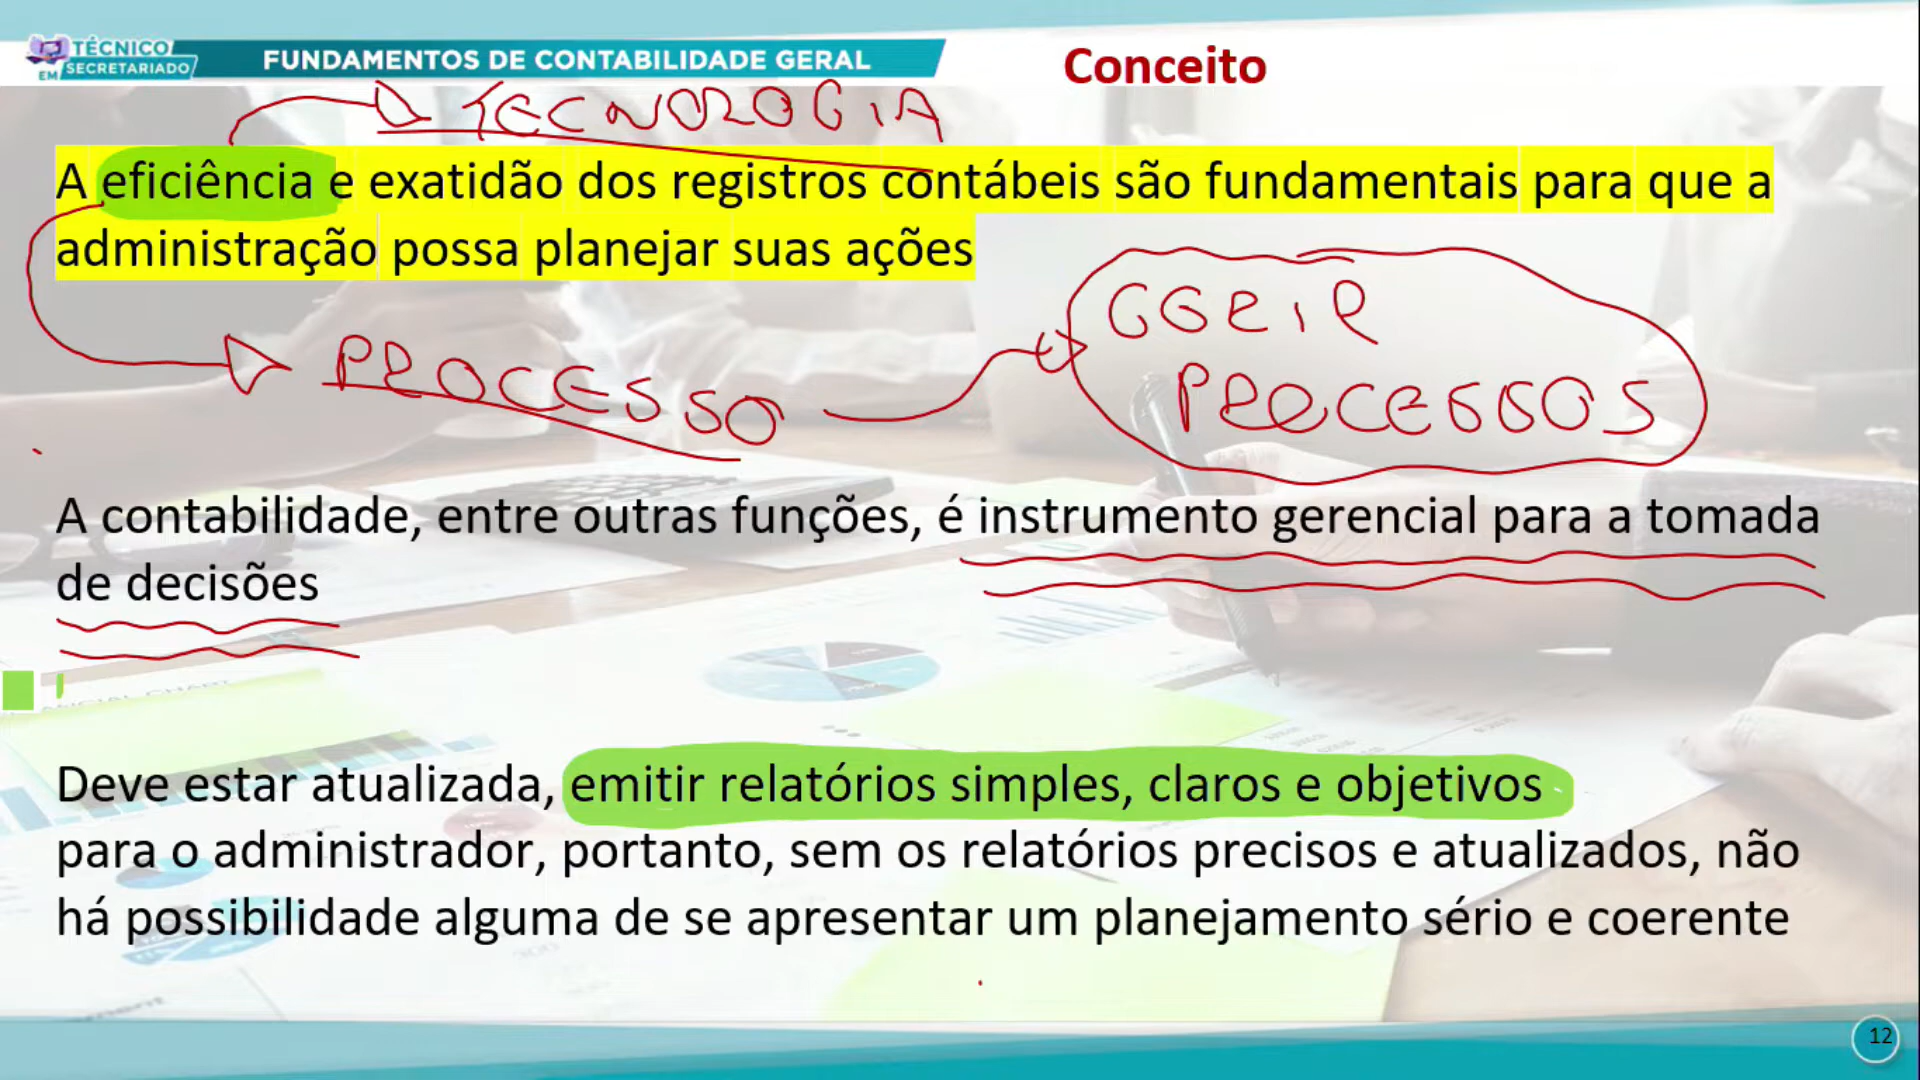 TÉCNICO
EM SECRETARIADO
FUNDAMENTOS DE CONTABILIDADE GERAL
Conceito
TECNOLOGIA
A eficiência e exatidão dos registros contábeis são fundamentais para que a
administração possa planejar suas ações
GERIR
PROCESSO
PROCESSOS
A contabilidade, entre outras funções, é instrumento gerencial para a tomada
de decisões
Deve estar atualizada, emitir relatórios simples, claros e objetivos
para o administrador, portanto, sem os relatórios precisos e atualizados, não
há possibilidade alguma de se apresentar um planejamento sério e coerente
12